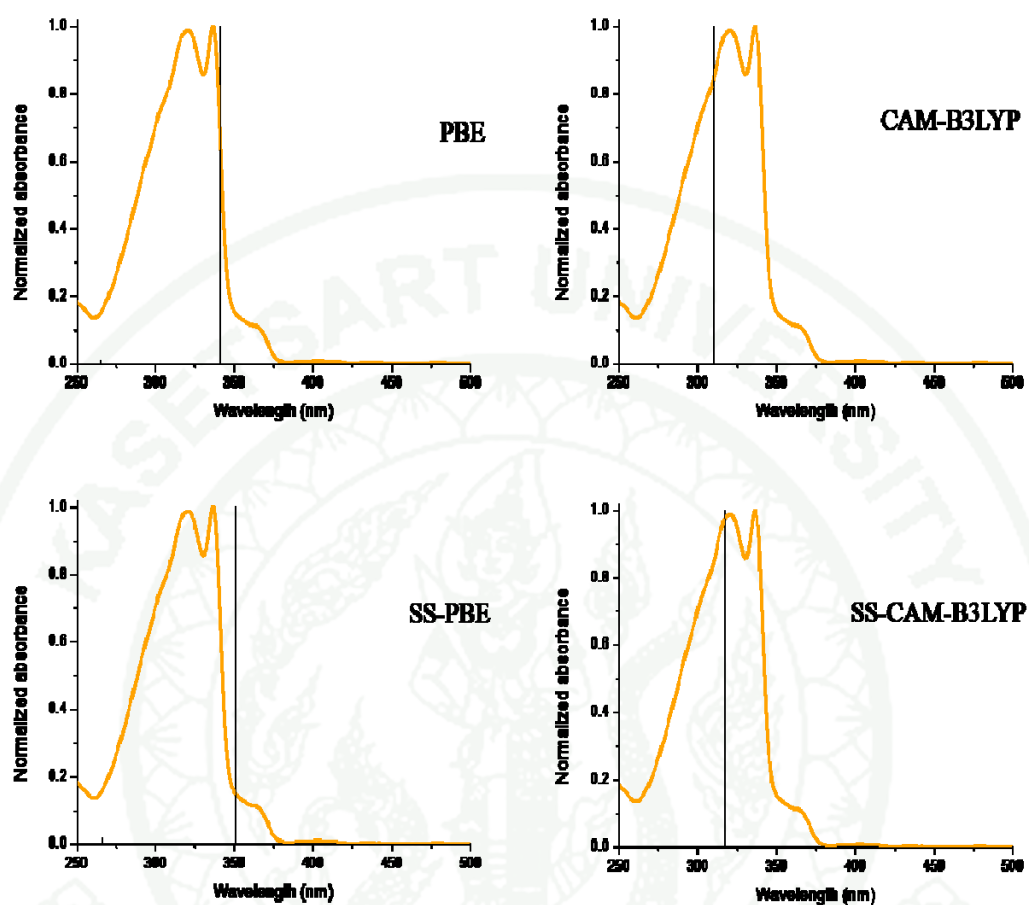 1.0
0.8
0.6
0.4
0.2
0.0
Normalized absorbance
PBE
250 300 350 400 450 500
Wavelength (nm)
1.0
0.8
0.6
0.4
0.2
0.0
Normalized absorbance
CAM-B3LYP
250 300 350 400 450 500
Wavelength (nm)
1.0
0.8
0.6
0.4
0.2
0.0
Normalized absorbance
SS-PBE
250 300 350 400 450 500
Wavelength (nm)
1.0
0.8
0.6
0.4
0.2
0.0
Normalized absorbance
SS-CAM-B3LYP
250 300 350 400 450 500
Wavelength (nm)
KASETSART UNIVERSITY